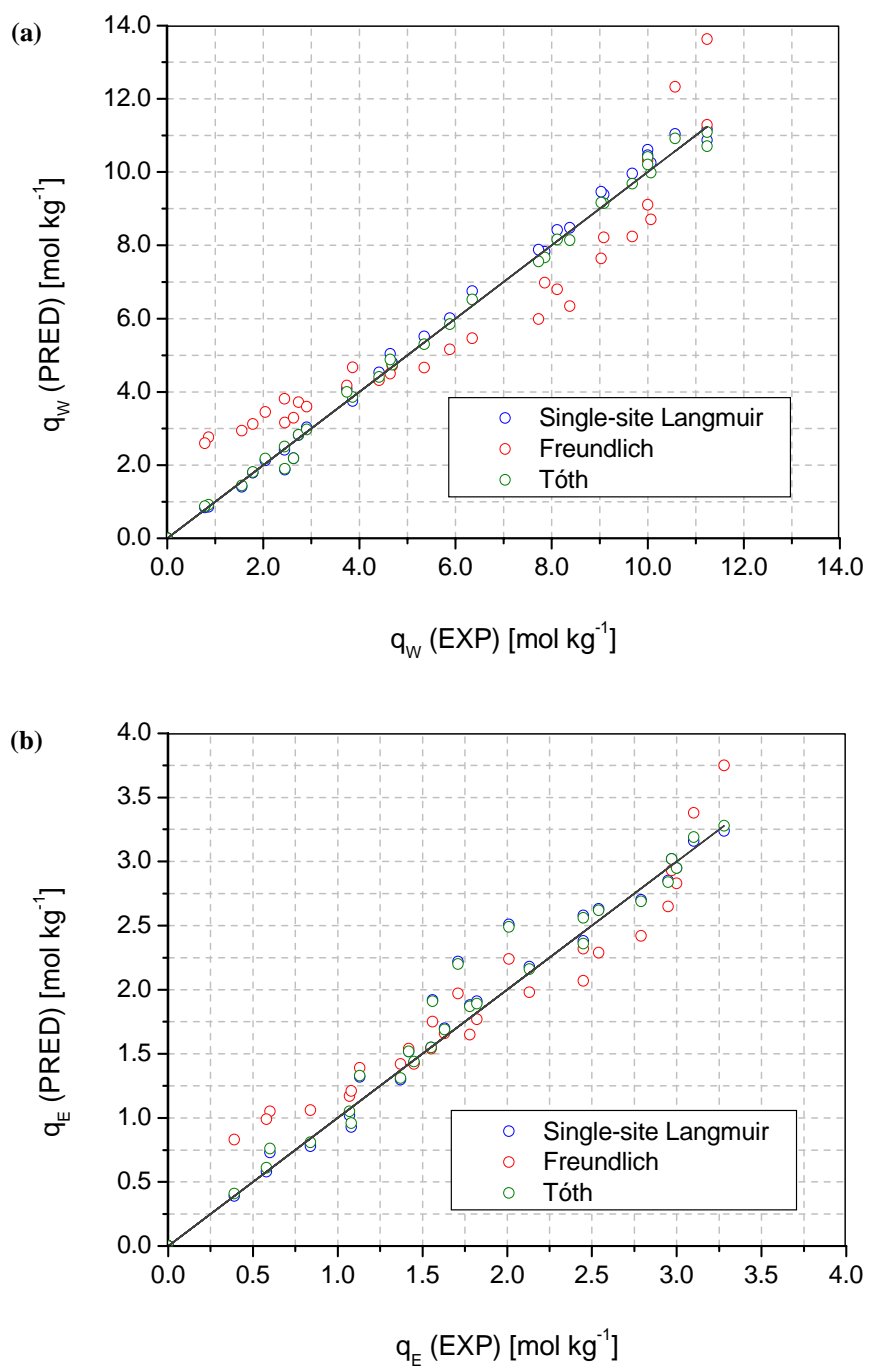 (a)
14.0
12.0
10.0
8.0
6.0
4.0
2.0
0.0
q_W (PRED) [mol kg⁻¹]
Single-site Langmuir
Freundlich
Tóth
0.0 2.0 4.0 6.0 8.0 10.0 12.0 14.0
q_W (EXP) [mol kg⁻¹]
(b)
4.0
3.5
3.0
2.5
2.0
1.5
1.0
0.5
0.0
q_E (PRED) [mol kg⁻¹]
Single-site Langmuir
Freundlich
Tóth
0.0 0.5 1.0 1.5 2.0 2.5 3.0 3.5 4.0
q_E (EXP) [mol kg⁻¹]